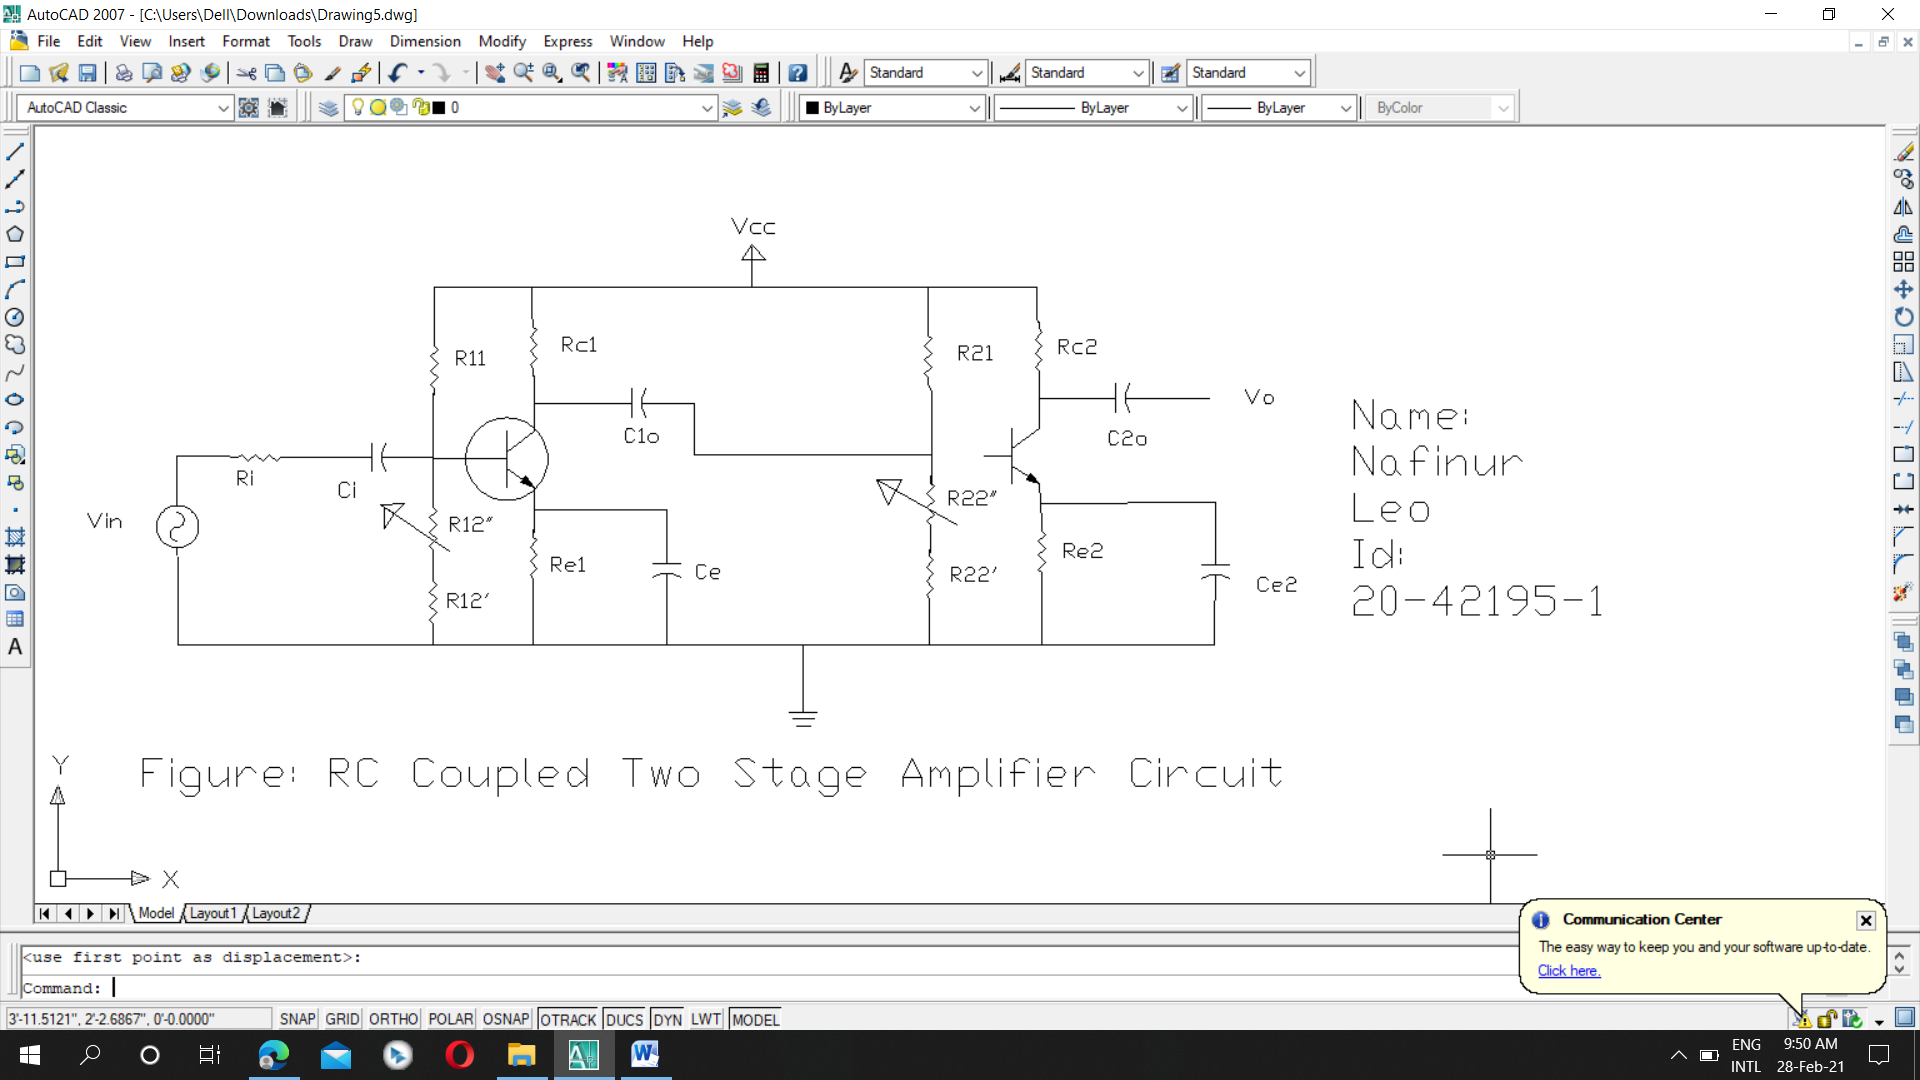 AutoCAD 2007 - [C:\Users\Dell\Downloads\Drawing5.dwg]
File Edit View Insert Format Tools Draw Dimension Modify Express Window Help
Standard Standard Standard
AutoCAD Classic 0 ByLayer ByLayer ByLayer ByColor
Vcc
R11 Rc1 R21 Rc2
C1o C2o Vo
Ri Ci
Vin
R12" R22"
Re1 Ce Re2 Ce2
R12' R22'
Name:
Nafinur
Leo
Id:
20-42195-1
Figure: RC Coupled Two Stage Amplifier Circuit
Y
X
Model Layout1 Layout2
Communication Center
The easy way to keep you and your software up-to-date.
Click here.
<use first point as displacement>:
Command:
3'-11.5121", 2'-2.6867", 0'-0.0000" SNAP GRID ORTHO POLAR OSNAP OTRACK DUCS DYN LWT MODEL
ENG 9:50 AM
INTL 28-Feb-21